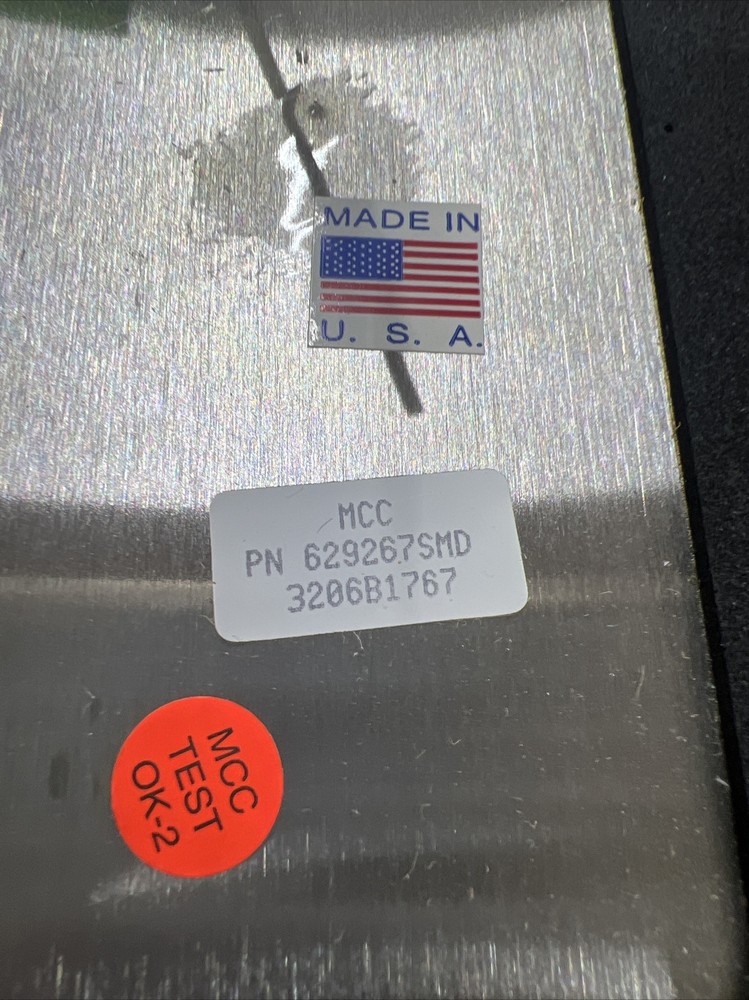 MADE IN
U. S. A.
MCC
PN 629267SMD
3206B1767
MCC
TEST
OK-2